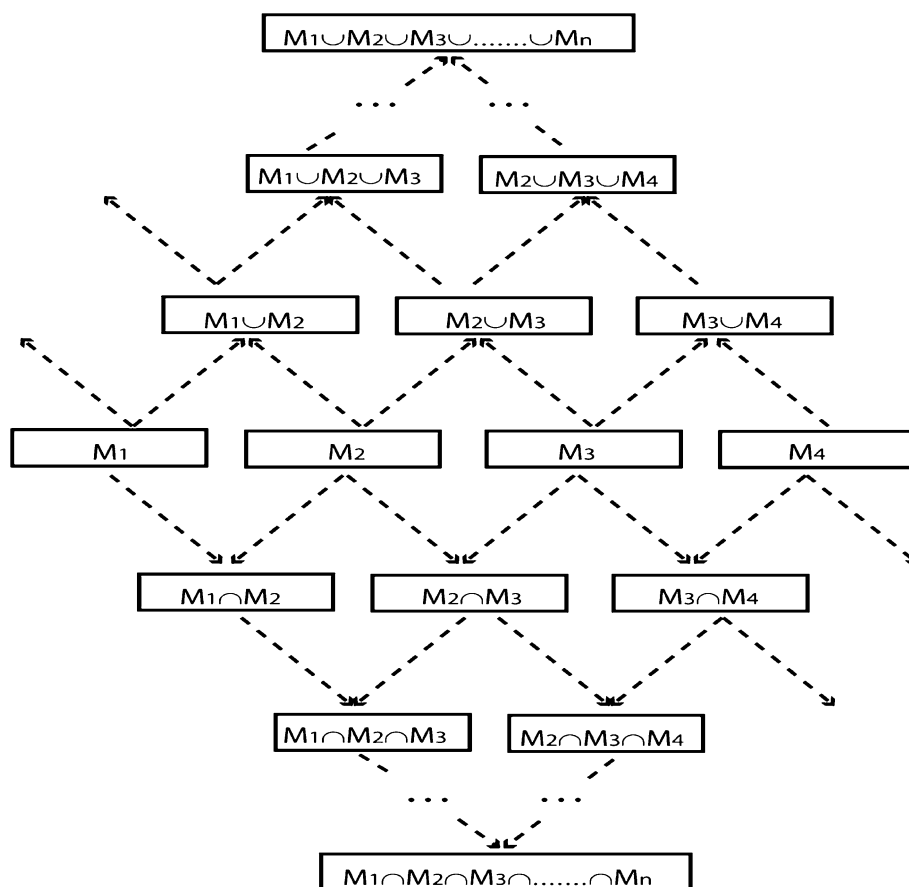 M₁∪M₂∪M₃∪.......∪Mₙ
... ...
M₁∪M₂∪M₃ M₂∪M₃∪M₄
M₁∪M₂ M₂∪M₃ M₃∪M₄
M₁ M₂ M₃ M₄
M₁∩M₂ M₂∩M₃ M₃∩M₄
M₁∩M₂∩M₃ M₂∩M₃∩M₄
... ...
M₁∩M₂∩M₃∩.......∩Mₙ